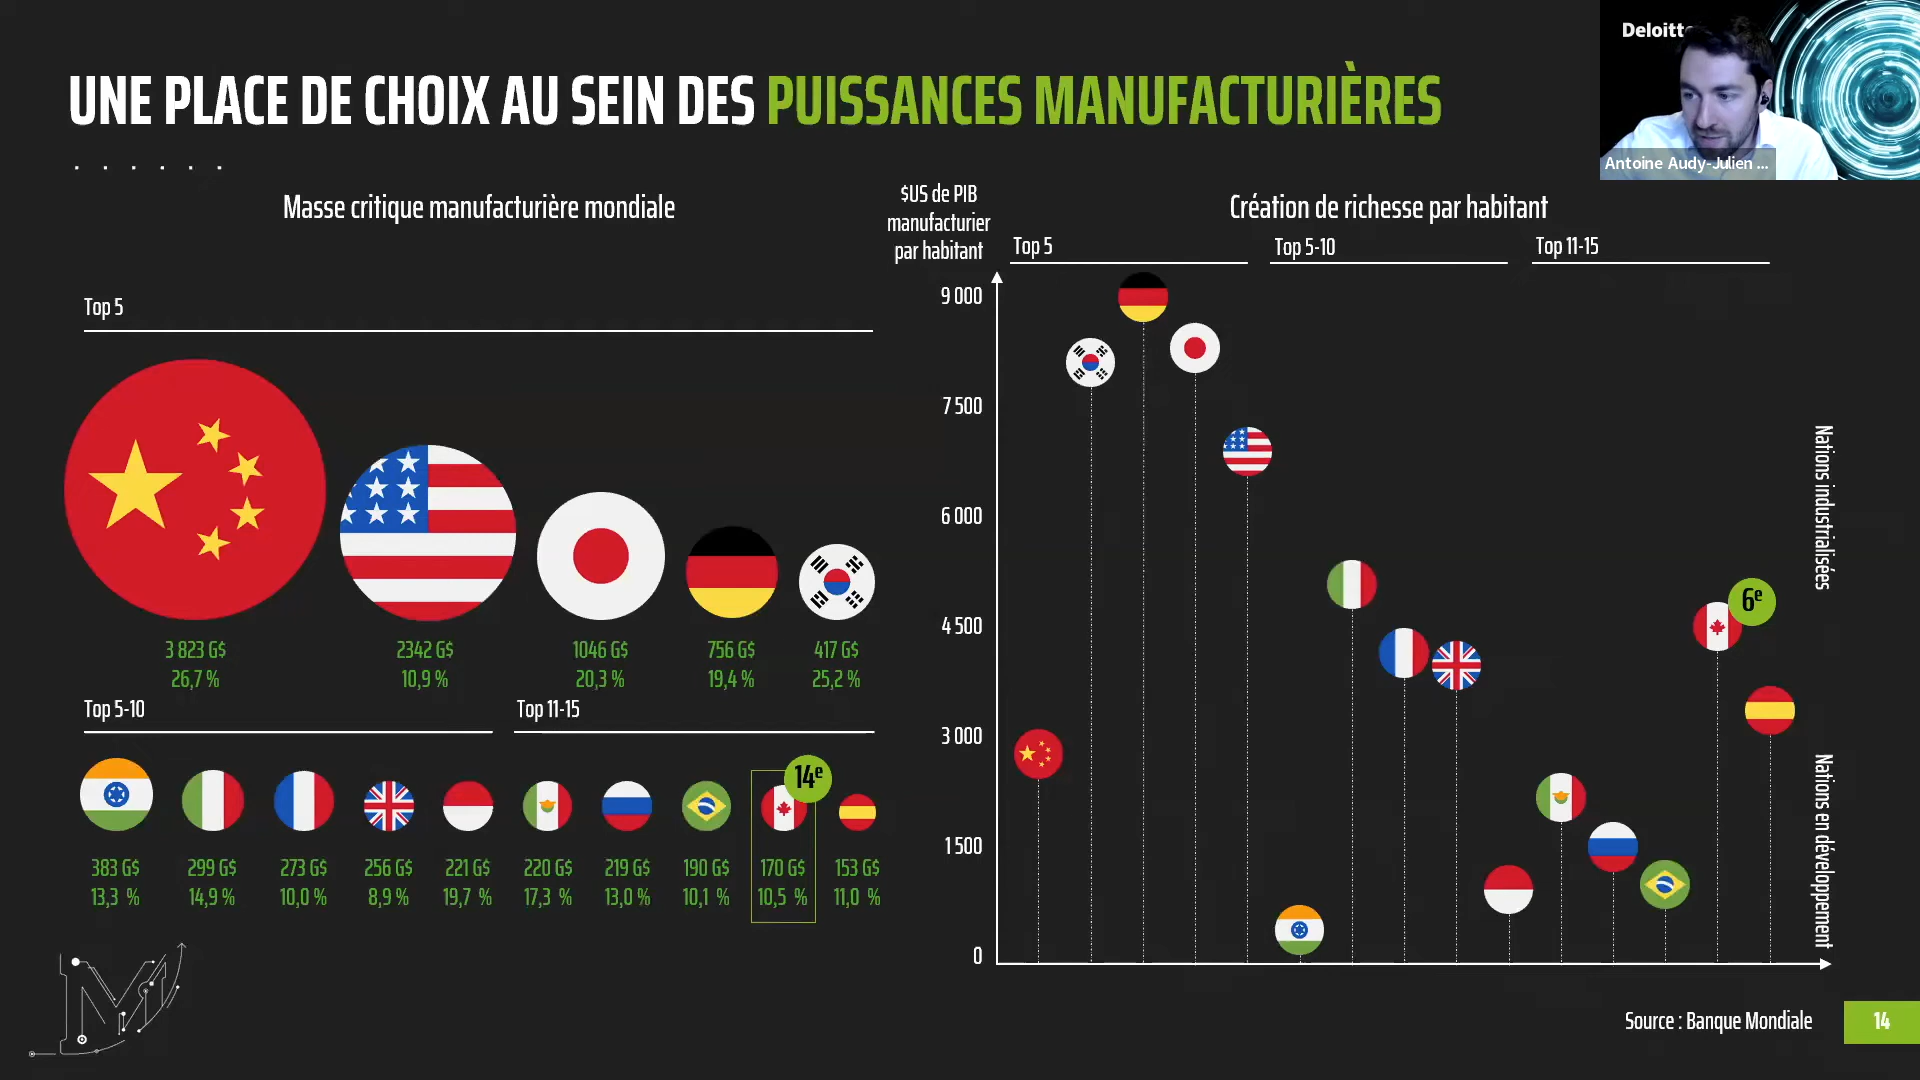 UNE PLACE DE CHOIX AU SEIN DES PUISSANCES MANUFACTURIÈRES
Deloitt
Antoine Audy-Julien ...
Masse critique manufacturière mondiale
Top 5
3 823 G$ 2342 G$ 1046 G$ 756 G$ 417 G$
26,7 % 10,9 % 20,3 % 19,4 % 25,2 %
Top 5-10 Top 11-15
14e
383 G$ 299 G$ 273 G$ 256 G$ 221 G$ 220 G$ 219 G$ 190 G$ 170 G$ 153 G$
13,3 % 14,9 % 10,0 % 8,9 % 19,7 % 17,3 % 13,0 % 10,1 % 10,5 % 11,0 %
$US de PIB
manufacturier
par habitant
Création de richesse par habitant
Top 5 Top 5-10 Top 11-15
9 000
7 500
6 000
4 500
3 000
1 500
0
6e
Nations industrialisées
Nations en développement
Source : Banque Mondiale
14